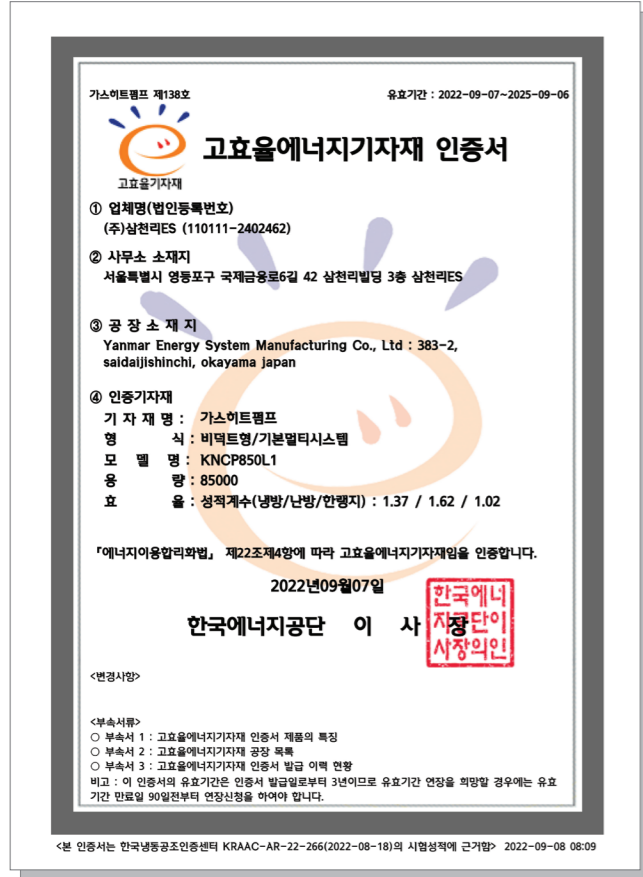 가스히트펌프 제138호
유효기간 : 2022-09-07~2025-09-06
고효율에너지기자재 인증서
고효율기자재
① 업체명(법인등록번호)
(주)삼천리ES (110111-2402462)
② 사무소 소재지
서울특별시 영등포구 국제금융로6길 42 삼천리빌딩 3층 삼천리ES
③ 공 장 소 재 지
Yanmar Energy System Manufacturing Co., Ltd : 383-2,
saidaijishinchi, okayama japan
④ 인증기자재
기 자 재 명 : 가스히트펌프
형 식 : 비덕트형/기본멀티시스템
모 델 명 : KNCP850L1
용 량 : 85000
효 율 : 성적계수(냉방/난방/한랭지) : 1.37 / 1.62 / 1.02
『에너지이용합리화법』 제22조제4항에 따라 고효율에너지기자재임을 인증합니다.
2022년09월07일
한국에너지공단 이 사 장
한국에너
지공단이
사장의인
<변경사항>
<부속서류>
○ 부속서 1 : 고효율에너지기자재 인증서 제품의 특징
○ 부속서 2 : 고효율에너지기자재 공장 목록
○ 부속서 3 : 고효율에너지기자재 인증서 발급 이력 현황
비고 : 이 인증서의 유효기간은 인증서 발급일로부터 3년이므로 유효기간 연장을 희망할 경우에는 유효
기간 만료일 90일전부터 연장신청을 하여야 합니다.
<본 인증서는 한국냉동공조인증센터 KRAAC-AR-22-266(2022-08-18)의 시험성적에 근거함> 2022-09-08 08:09